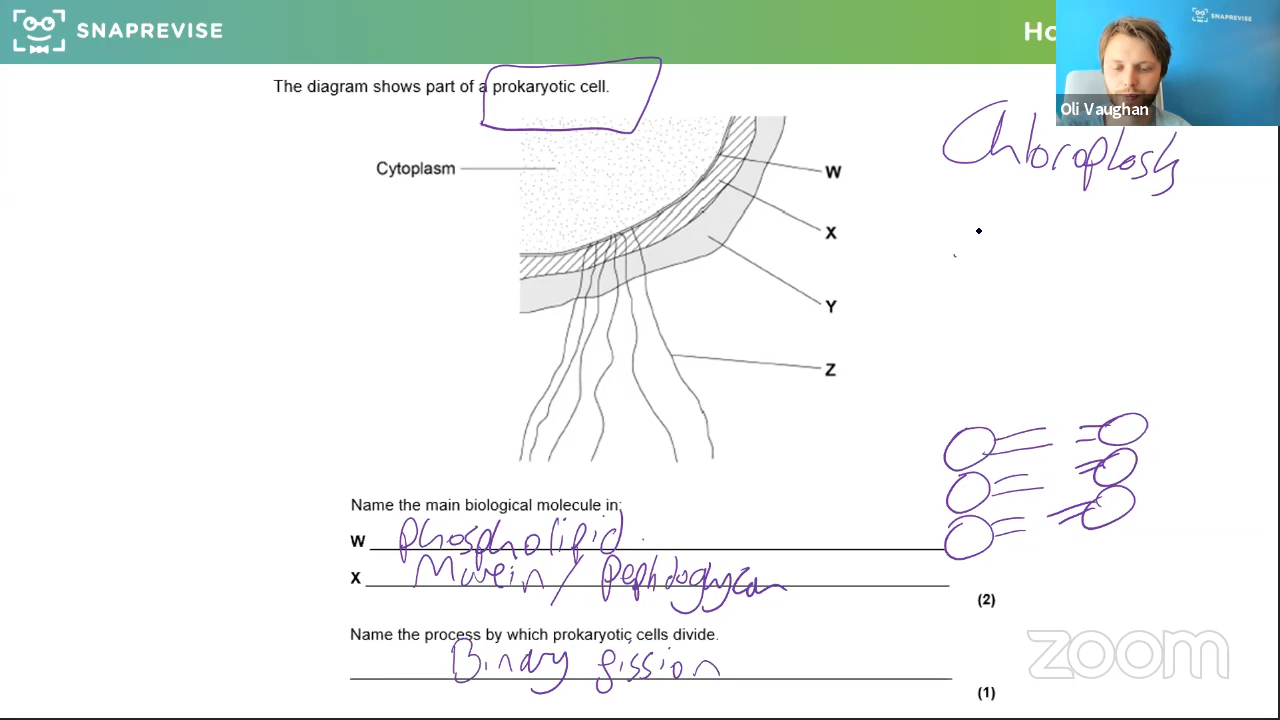 SNAPREVISE
Ho
SNAPREVISE
Oli Vaughan
The diagram shows part of a prokaryotic cell.
Chloroplasts
Cytoplasm
W
X
Y
Z
Name the main biological molecule in;
W phospholipid
X Murein / peptidoglycan
(2)
Name the process by which prokaryotic cells divide.
Binary fission
(1)
zoom